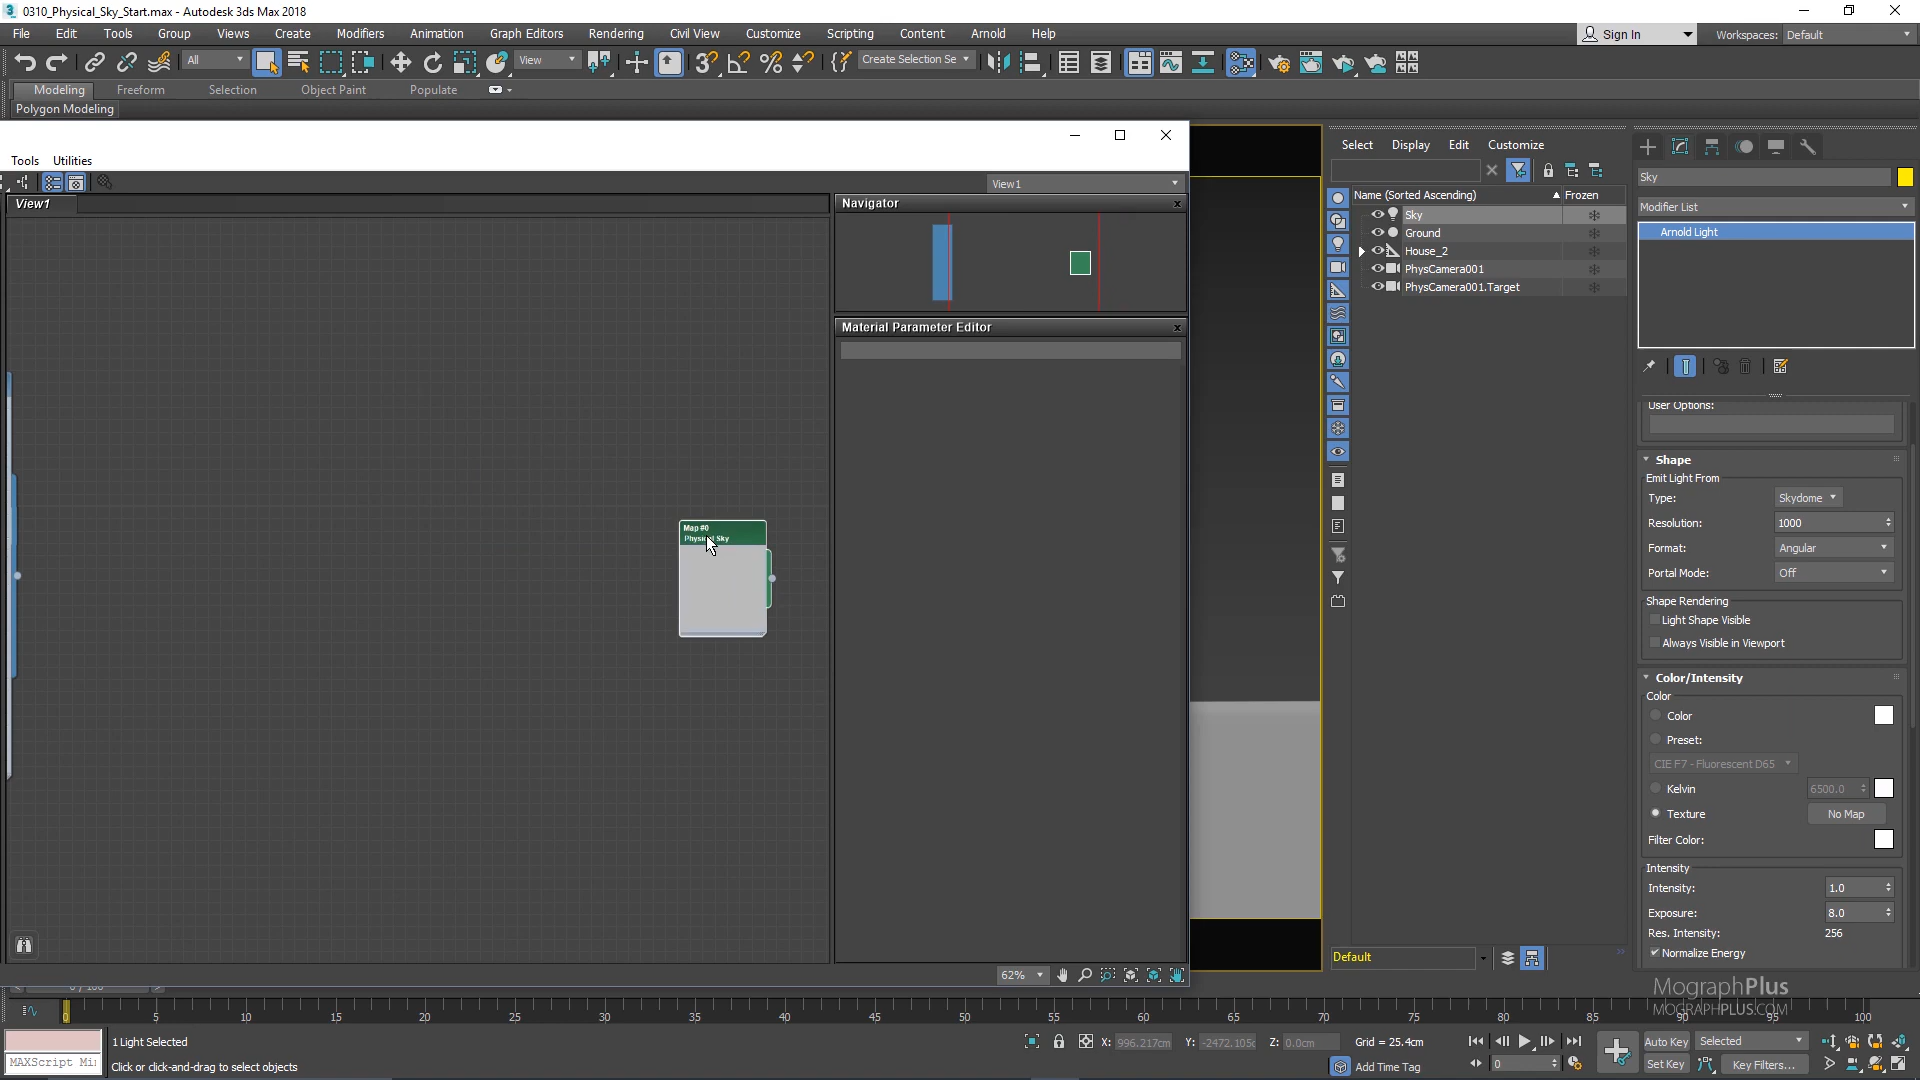 0310_Physical_Sky_Start.max - Autodesk 3ds Max 2018
File Edit Tools Group Views Create Modifiers Animation Graph Editors Rendering Civil View Customize Scripting Content Arnold Help
Sign In
Workspaces: Default
All
View
Create Selection Se
Modeling Freeform Selection Object Paint Populate
Polygon Modeling
Tools Utilities
View1
View1
Navigator
Material Parameter Editor
Map #0
Physical Sky
62%
Select Display Edit Customize
Name (Sorted Ascending) Frozen
Sky
Ground
House_2
PhysCamera001
PhysCamera001.Target
Default
Sky
Modifier List
Arnold Light
User Options:
Shape
Emit Light From
Type: Skydome
Resolution: 1000
Format: Angular
Portal Mode: Off
Shape Rendering
Light Shape Visible
Always Visible in Viewport
Color/Intensity
Color
Color
Preset:
CIE F7 - Fluorescent D65
Kelvin 6500.0
Texture No Map
Filter Color:
Intensity
Intensity: 1.0
Exposure: 8.0
Res. Intensity: 256
Normalize Energy
MographPlus
MOGRAPHPLUS.COM
0 / 100
0 5 10 15 20 25 30 35 40 45 50 55 60 65 70 75 80 85 90 95 100
1 Light Selected
MAXScript Mi
Click or click-and-drag to select objects
X: 996.217cm Y: -2472.105c Z: 0.0cm Grid = 25.4cm
Add Time Tag
0
Auto Key Selected
Set Key Key Filters...